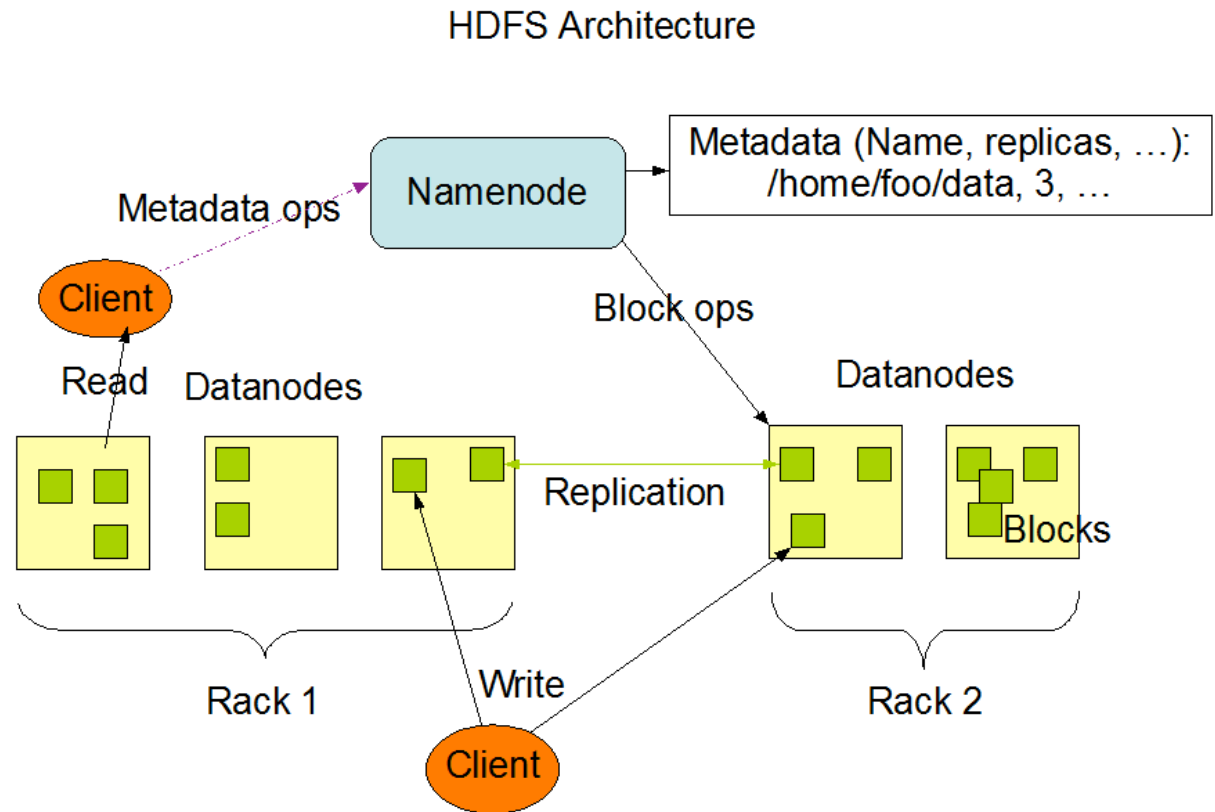 HDFS Architecture
Metadata (Name, replicas, …):
/home/foo/data, 3, …
Namenode
Metadata ops
Client
Block ops
Read
Datanodes
Datanodes
Replication
Blocks
Rack 1
Write
Rack 2
Client